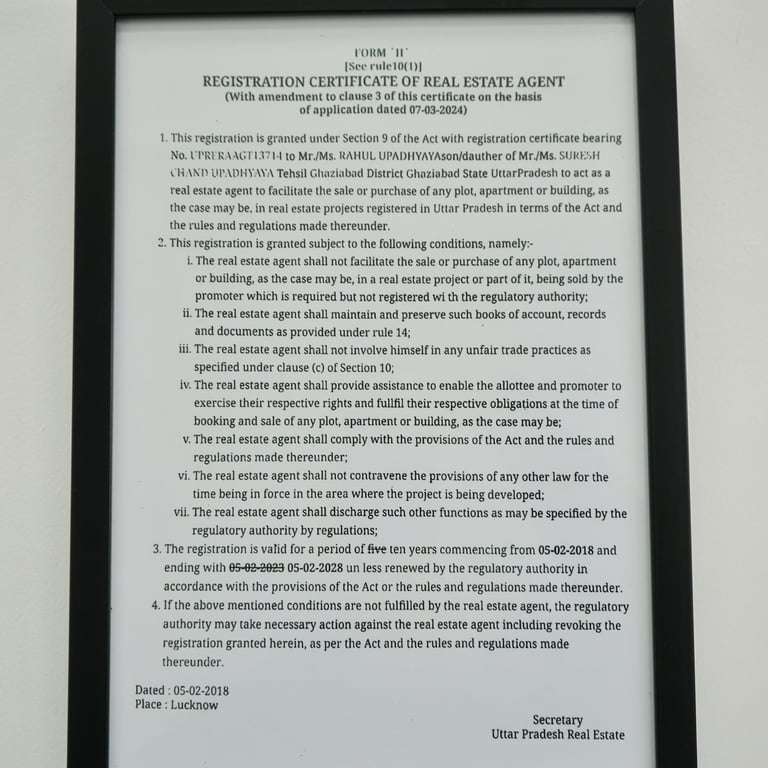 FORM `H`
[See rule10(1)]
REGISTRATION CERTIFICATE OF REAL ESTATE AGENT
(With amendment to clause 3 of this certificate on the basis
of application dated 07-03-2024)
1. This registration is granted under Section 9 of the Act with registration certificate bearing
No. UPRERAAGT13714 to Mr./Ms. RAHUL UPADHYAYAson/dauther of Mr./Ms. SURESH
CHAND UPADHYAYA Tehsil Ghaziabad District Ghaziabad State UttarPradesh to act as a
real estate agent to facilitate the sale or purchase of any plot, apartment or building, as
the case may be, in real estate projects registered in Uttar Pradesh in terms of the Act and
the rules and regulations made thereunder.
2. This registration is granted subject to the following conditions, namely:-
i. The real estate agent shall not facilitate the sale or purchase of any plot, apartment
or building, as the case may be, in a real estate project or part of it, being sold by the
promoter which is required but not registered wi th the regulatory authority;
ii. The real estate agent shall maintain and preserve such books of account, records
and documents as provided under rule 14;
iii. The real estate agent shall not involve himself in any unfair trade practices as
specified under clause (c) of Section 10;
iv. The real estate agent shall provide assistance to enable the allottee and promoter to
exercise their respective rights and fullfil their respective obligations at the time of
booking and sale of any plot, apartment or building, as the case may be;
v. The real estate agent shall comply with the provisions of the Act and the rules and
regulations made thereunder;
vi. The real estate agent shall not contravene the provisions of any other law for the
time being in force in the area where the project is being developed;
vii. The real estate agent shall discharge such other functions as may be specified by the
regulatory authority by regulations;
3. The registration is valid for a period of five ten years commencing from 05-02-2018 and
ending with 05-02-2023 05-02-2028 un less renewed by the regulatory authority in
accordance with the provisions of the Act or the rules and regulations made thereunder.
4. If the above mentioned conditions are not fulfilled by the real estate agent, the regulatory
authority may take necessary action against the real estate agent including revoking the
registration granted herein, as per the Act and the rules and regulations made
thereunder.
Dated : 05-02-2018
Place : Lucknow
Secretary
Uttar Pradesh Real Estate